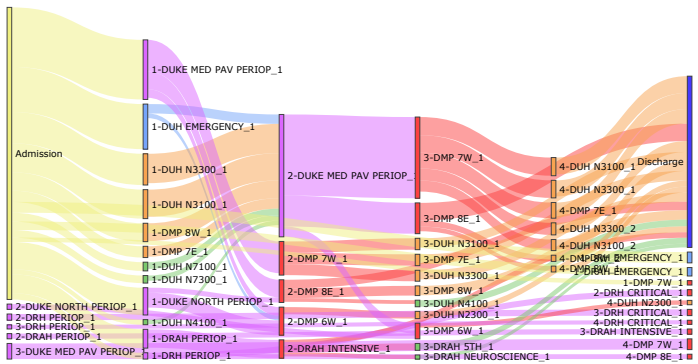 Admission
2-DUKE NORTH PERIOP_1
2-DRH PERIOP_1
3-DRH PERIOP_1
2-DRAH PERIOP_1
3-DUKE MED PAV PERIOP_1
1-DUKE MED PAV PERIOP_1
1-DUH EMERGENCY_1
1-DUH N3300_1
1-DUH N3100_1
1-DMP 8W_1
1-DMP 7E_1
1-DUH N7100_1
1-DUH N7300_1
1-DUKE NORTH PERIOP_1
1-DUH N4100_1
1-DRAH PERIOP_1
1-DRH PERIOP_1
2-DUKE MED PAV PERIOP_
2-DMP 7W_1
2-DMP 8E_1
2-DMP 6W_1
2-DRAH INTENSIVE_1
3-DMP 7W_1
3-DMP 8E_1
3-DUH N3100_1
3-DMP 7E_1
3-DUH N3300_1
3-DMP 8W_1
3-DUH N4100_1
3-DUH N2300_1
3-DMP 6W_1
3-DRAH 5TH_1
3-DRAH NEUROSCIENCE_1
4-DUH N3100_1
4-DUH N3300_1
4-DMP 7E_1
4-DUH N3300_2
4-DUH N3100_2
4-DMP 8W_1
Discharge
1-DRAH EMERGENCY_1
1-DMP 7W_1
2-DRH CRITICAL_1
4-DUH N2300_1
3-DRH CRITICAL_1
4-DRH CRITICAL_1
3-DRAH INTENSIVE_1
4-DMP 7W_1
4-DMP 8E_1